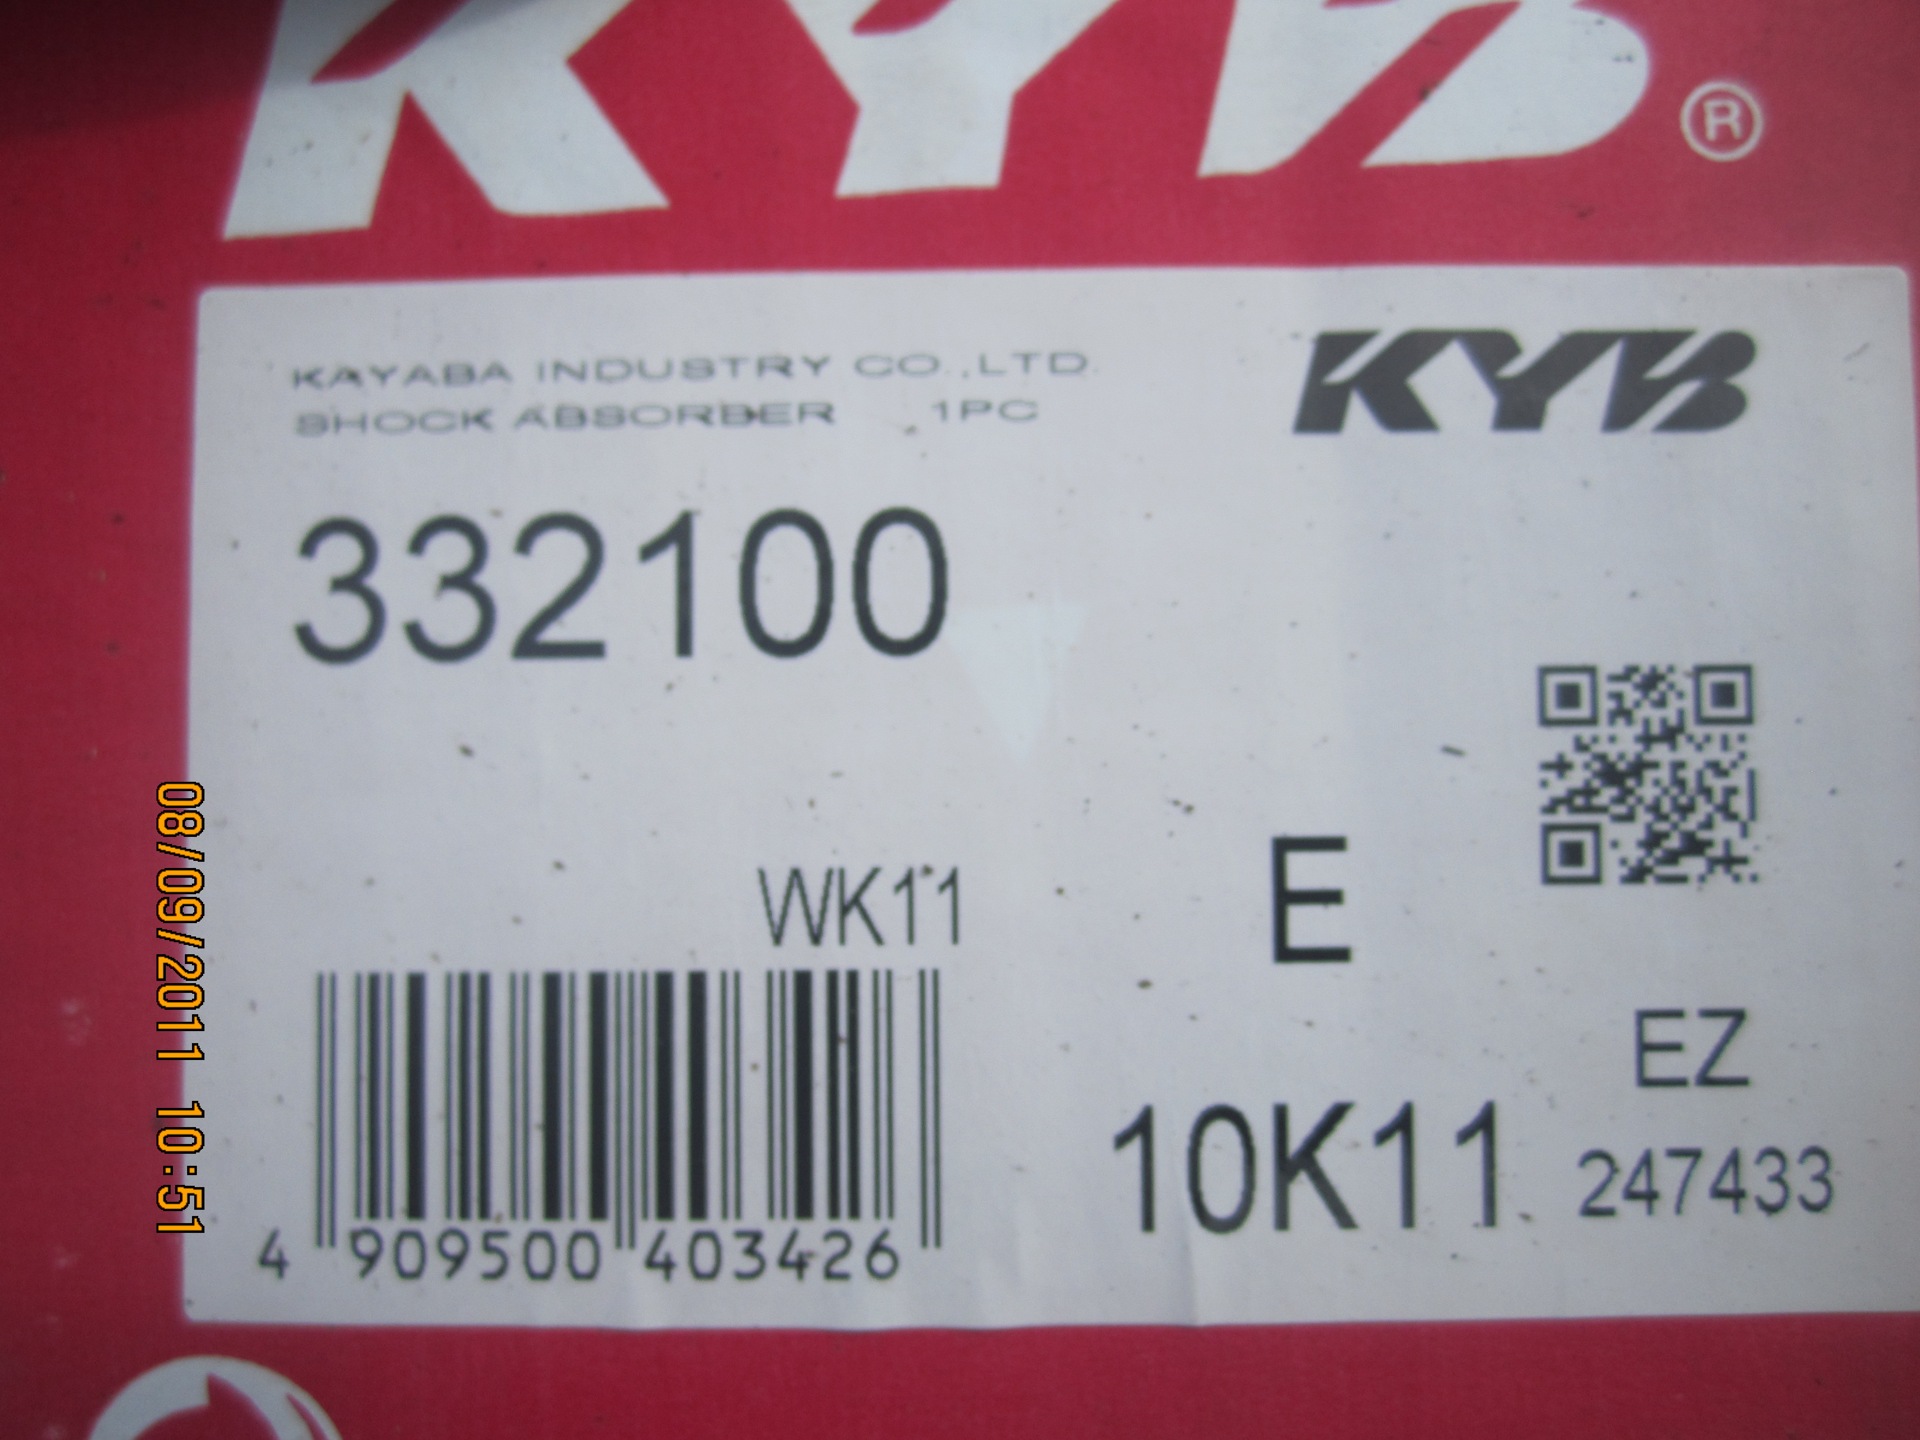 KYB®
KAYABA INDUSTRY CO.,LTD.
SHOCK ABSORBER 1PC
KYB
332100
WK11
E
EZ
10K11
247433
4 909500 403426
08/09/2011 10:51